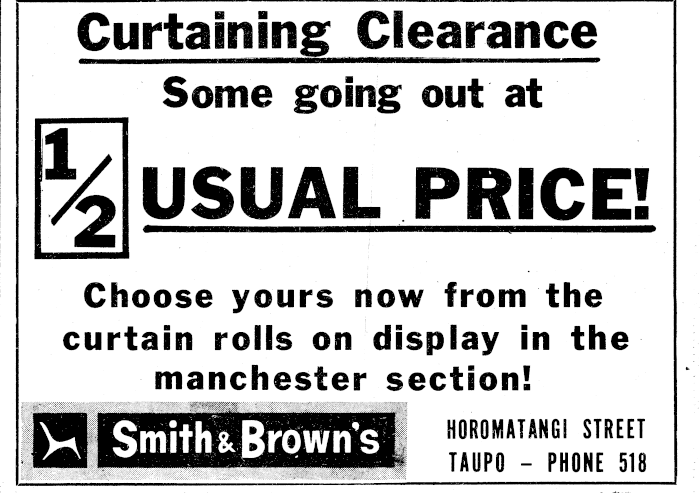 Curtaining Clearance
Some going out at
1/2 USUAL PRICE!
Choose yours now from the
curtain rolls on display in the
manchester section!
Smith & Brown's
HOROMATANGI STREET
TAUPO – PHONE 518